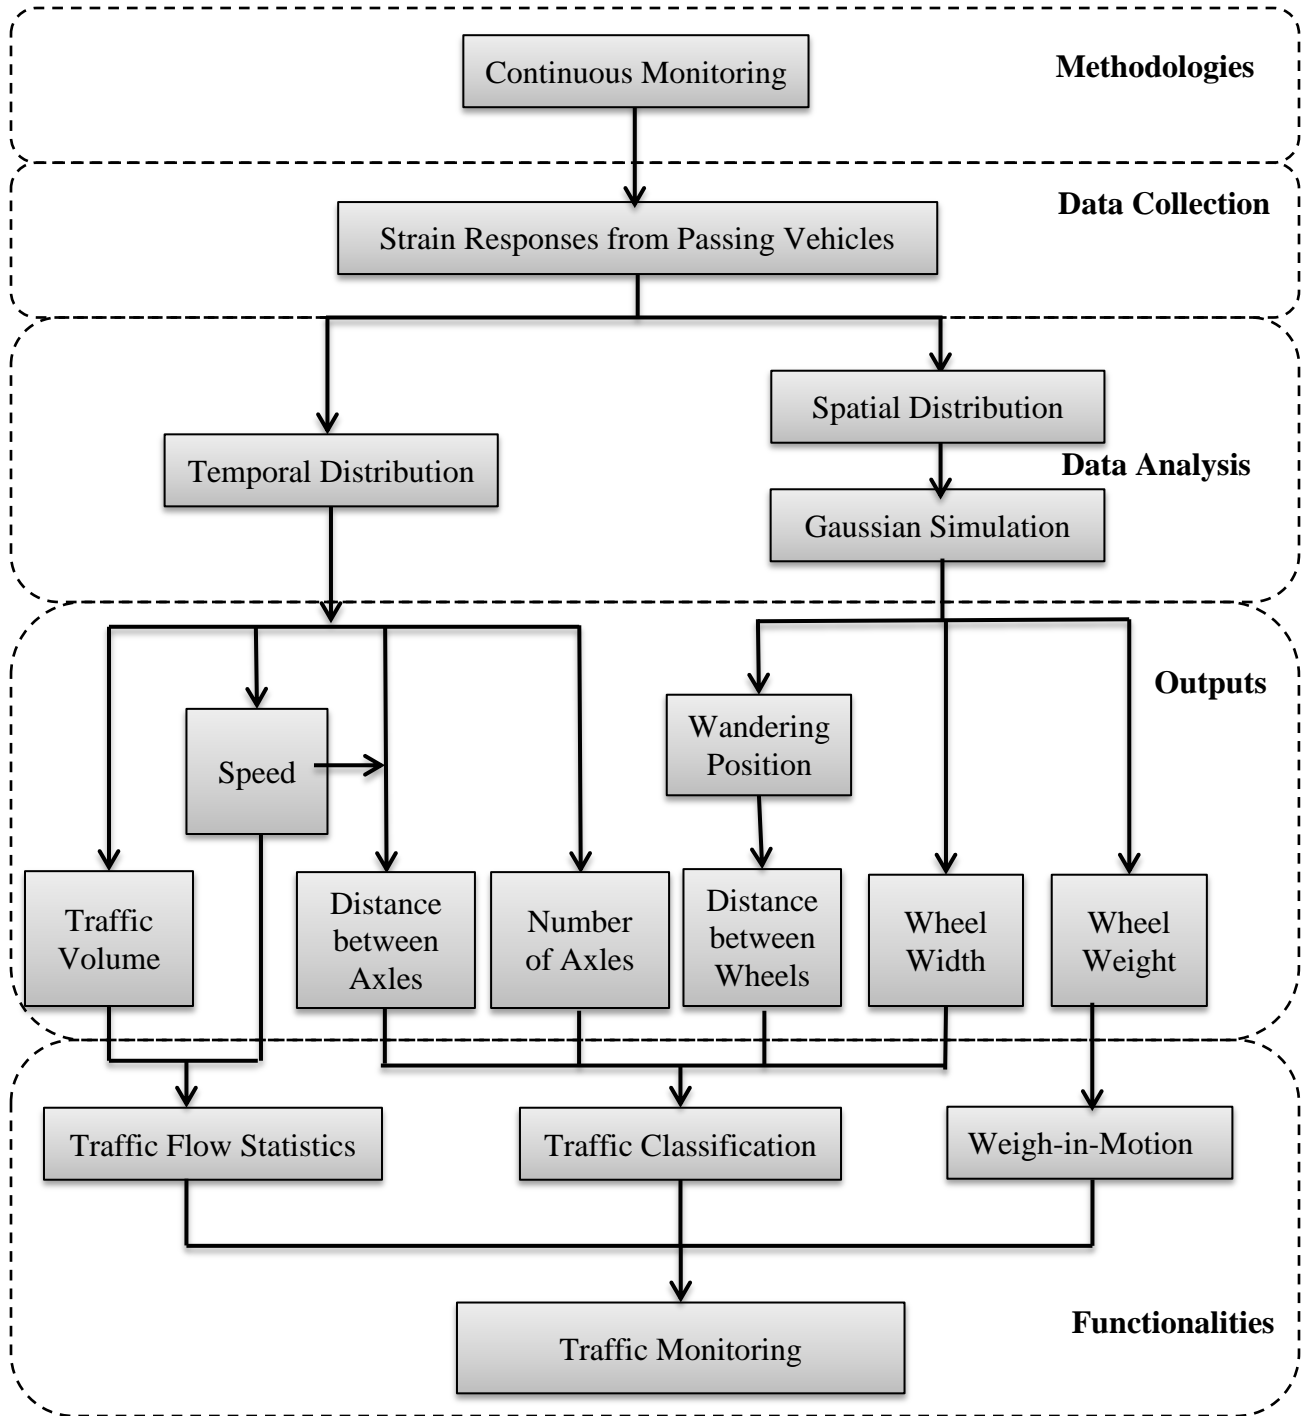 Continuous Monitoring
Methodologies
Data Collection
Strain Responses from Passing Vehicles
Spatial Distribution
Temporal Distribution
Data Analysis
Gaussian Simulation
Outputs
Speed
Wandering
Position
Traffic
Volume
Distance
between
Axles
Number
of Axles
Distance
between
Wheels
Wheel
Width
Wheel
Weight
Traffic Flow Statistics
Traffic Classification
Weigh-in-Motion
Functionalities
Traffic Monitoring